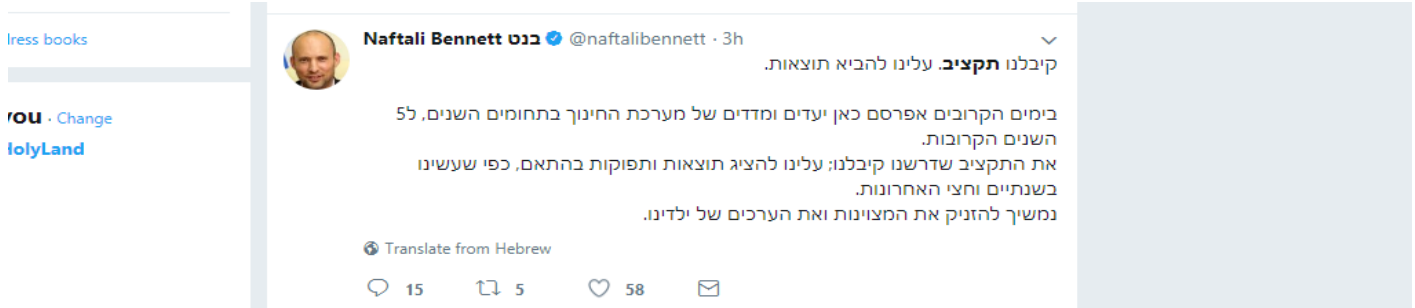 lress books
you · Change
HolyLand
Naftali Bennett בנט @naftalibennett · 3h
קיבלנו תקציב. עלינו להביא תוצאות.
בימים הקרובים אפרסם כאן יעדים ומדדים של מערכת החינוך בתחומים השנים, ל5
השנים הקרובות.
את התקציב שדרשנו קיבלנו; עלינו להציג תוצאות ותפוקות בהתאם, כפי שעשינו
בשנתיים וחצי האחרונות.
נמשיך להזניק את המצוינות ואת הערכים של ילדינו.
Translate from Hebrew
15 5 58